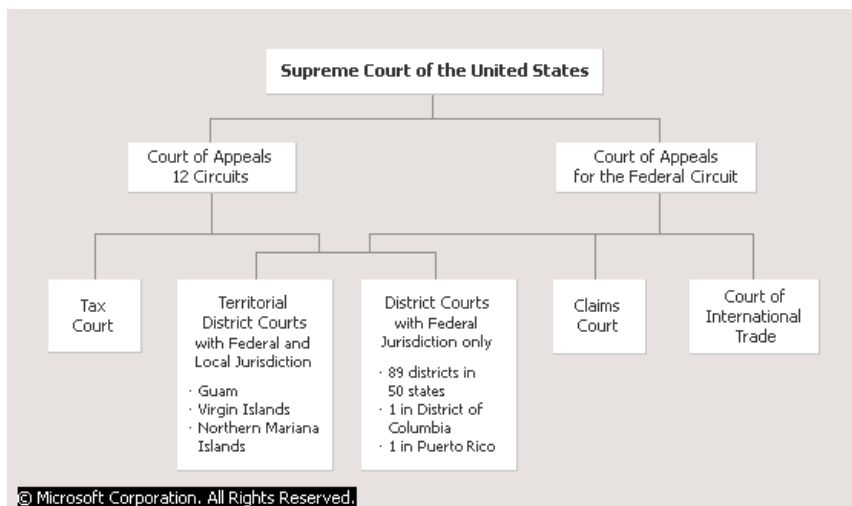 Supreme Court of the United States
Court of Appeals
12 Circuits
Court of Appeals
for the Federal Circuit
Tax
Court
Territorial
District Courts
with Federal and
Local Jurisdiction
· Guam
· Virgin Islands
· Northern Mariana
Islands
District Courts
with Federal
Jurisdiction only
· 89 districts in
50 states
· 1 in District of
Columbia
· 1 in Puerto Rico
Claims
Court
Court of
International
Trade
© Microsoft Corporation. All Rights Reserved.